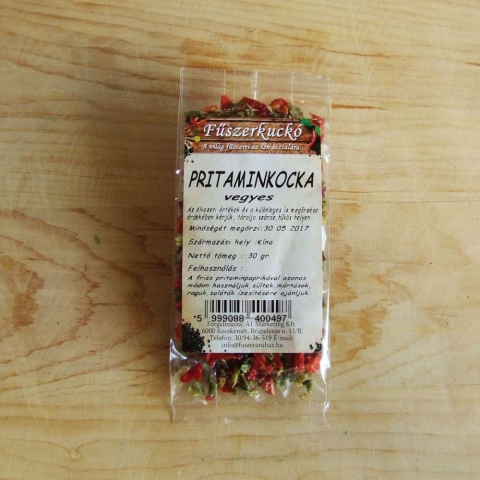 Fűszerkuckó
A világ fűszerei az Ön asztalára...
PRITAMINKOCKA
vegyes
Az élvezeti értékek és a különleges íz megőrzése
érdekében kérjük, tárolja száraz, hűvös helyen.
Minőségét megőrzi:30 05 2017
Származási hely :Kína
Nettó tömeg : 30 gr
Felhasználás :
A friss pritaminpaprikával azonos
módon használjuk, sültek, mártások,
raguk, saláták ízesítésére ajánljuk
5 999088 400497
Forgalmazza: A1 Marketing Kft.
6000 Kecskemét, Brigádiros u. 11/B.
Telefon: 30/94-36-519 E-mail:
info@fuszeraruhaz.hu